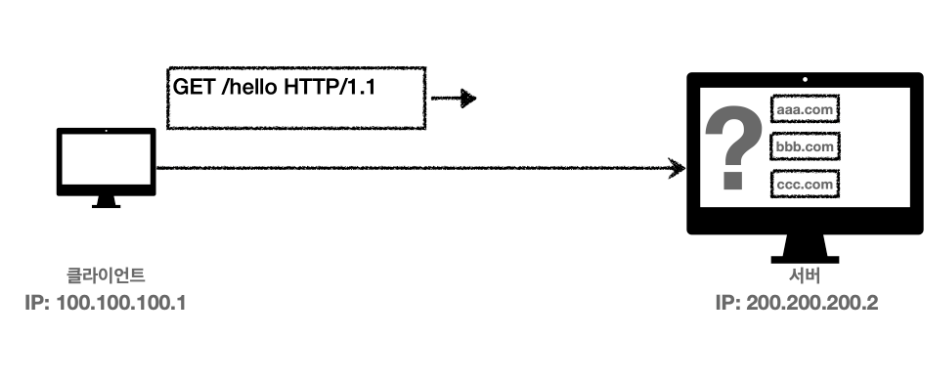 GET /hello HTTP/1.1
?
aaa.com
bbb.com
ccc.com
클라이언트
IP: 100.100.100.1
서버
IP: 200.200.200.2